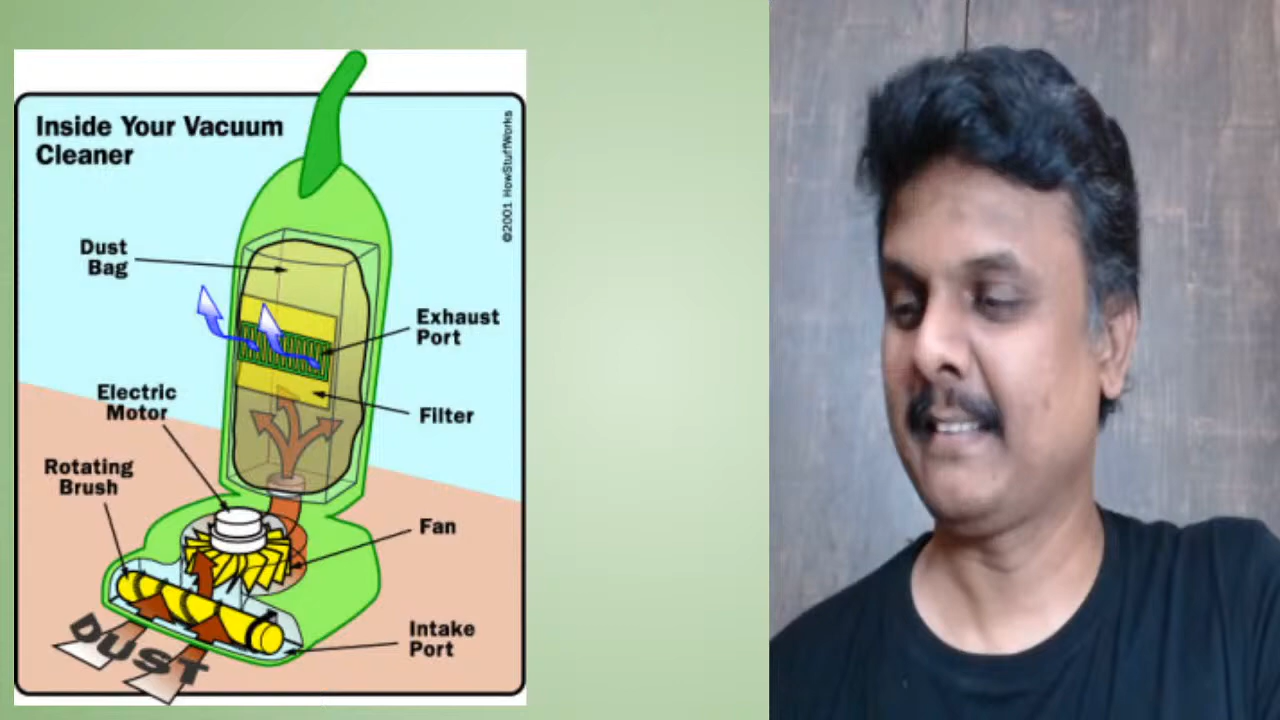 Inside Your Vacuum
Cleaner
©2001 HowStuffWorks
Dust
Bag
Exhaust
Port
Electric
Motor
Filter
Rotating
Brush
Fan
Intake
Port
DUST